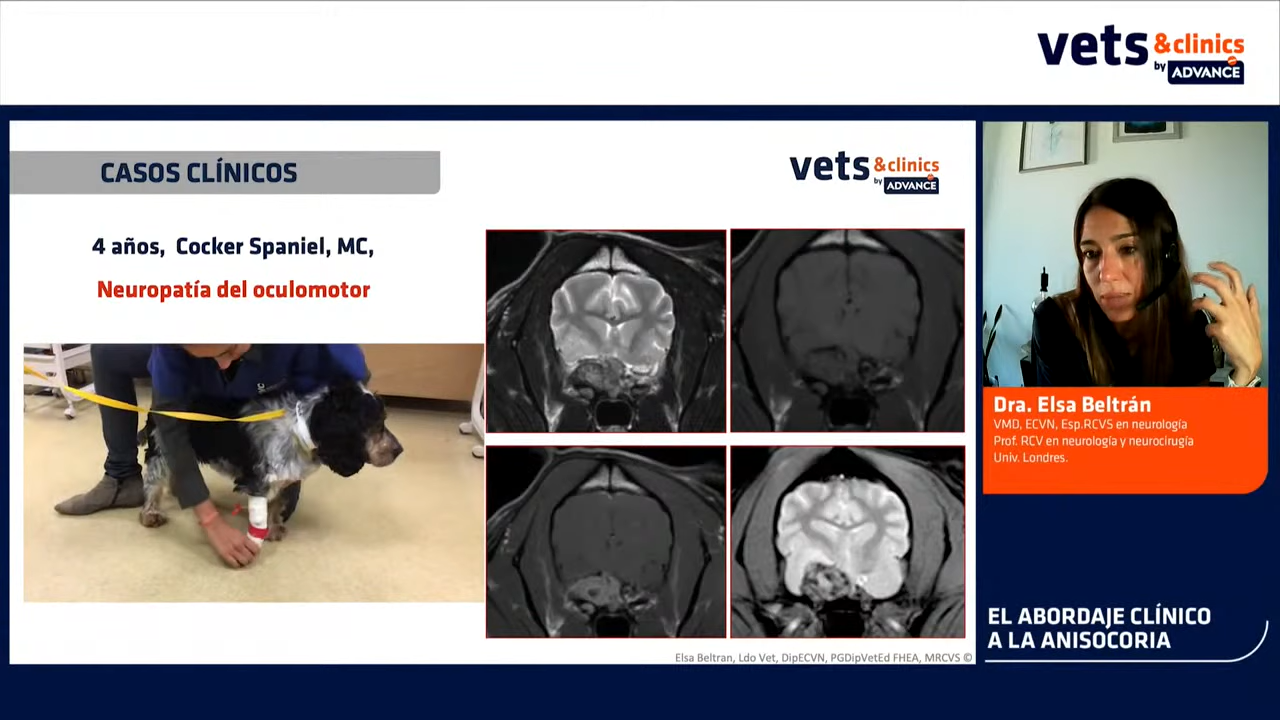 vets &clinics
by ADVANCE
CASOS CLÍNICOS
vets &clinics
by ADVANCE
4 años, Cocker Spaniel, MC,
Neuropatía del oculomotor
Elsa Beltran, Ldo Vet, DipECVN, PGDipVetEd FHEA, MRCVS ©
Dra. Elsa Beltrán
VMD, ECVN, Esp.RCVS en neurología
Prof. RCV en neurología y neurocirugía
Univ. Londres.
EL ABORDAJE CLÍNICO
A LA ANISOCORIA